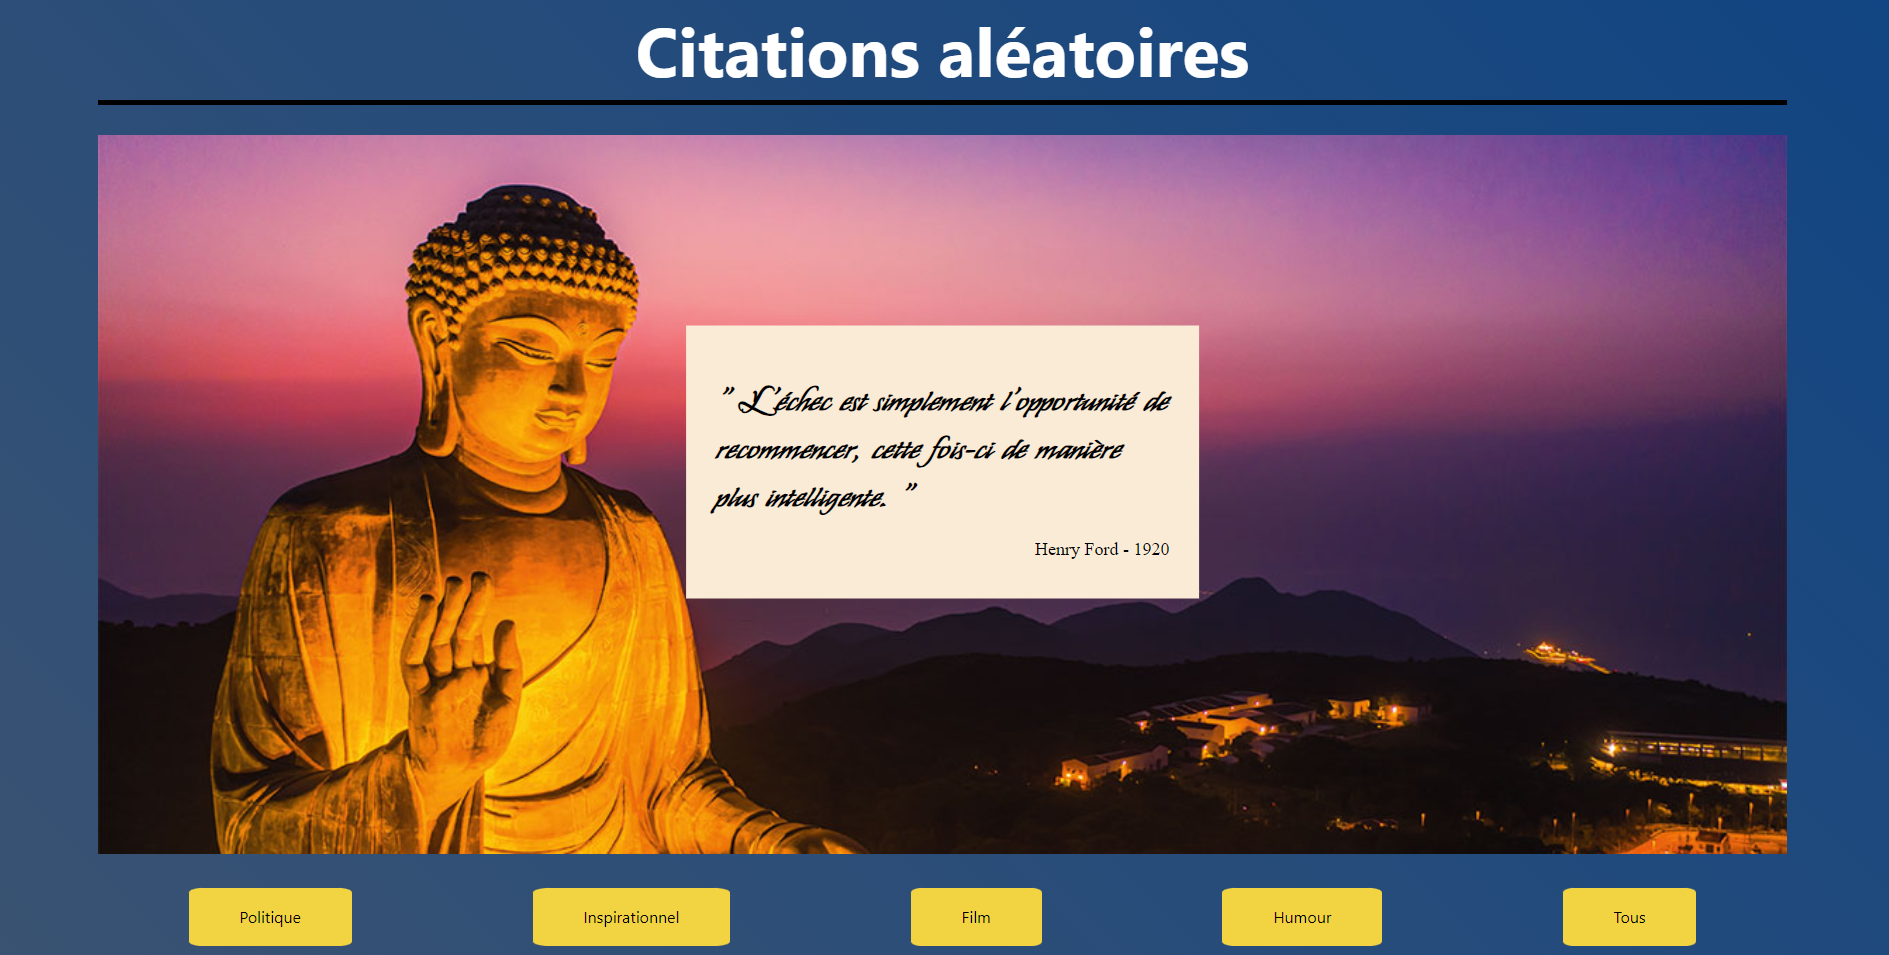 Citations aléatoires
" L'échec est simplement l'opportunité de
recommencer, cette fois-ci de manière
plus intelligente. "
Henry Ford - 1920
Politique
Inspirationnel
Film
Humour
Tous